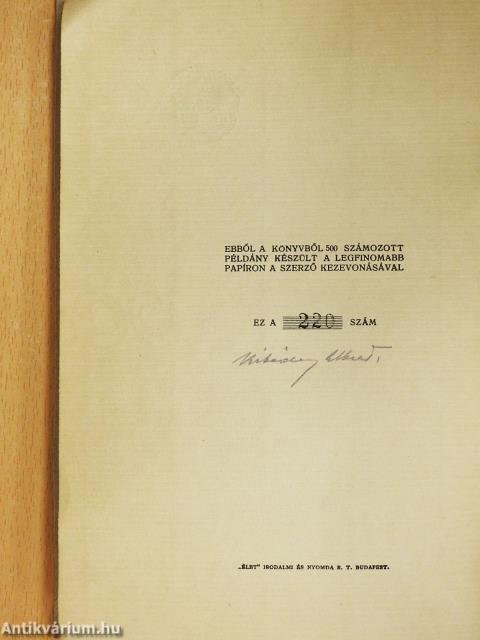 EBBŐL A KÖNYVBŐL 500 SZÁMOZOTT
PÉLDÁNY KÉSZÜLT A LEGFINOMABB
PAPÍRON A SZERZŐ KEZEVONÁSÁVAL
EZ A 220 SZÁM
„ÉLET" IRODALMI ÉS NYOMDA R. T. BUDAPEST.
Antikvárium.hu